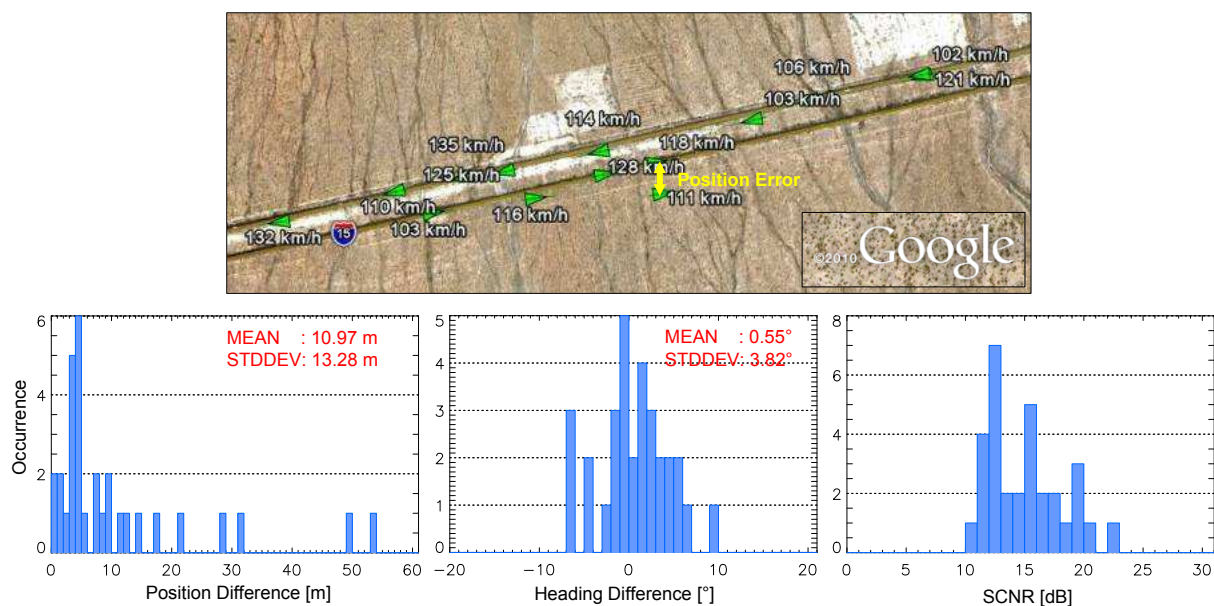 102 km/h
106 km/h
121 km/h
103 km/h
114 km/h
118 km/h
135 km/h
128 km/h
125 km/h
Position Error
111 km/h
110 km/h
116 km/h
103 km/h
132 km/h
15
©2010 Google
6
4
2
0
Occurrence
MEAN : 10.97 m
STDDEV: 13.28 m
0 10 20 30 40 50 60
Position Difference [m]
5
4
3
2
1
0
MEAN : 0.55°
STDDEV: 3.82°
−20 −10 0 10 20
Heading Difference [°]
8
6
4
2
0
0 5 10 15 20 25 30
SCNR [dB]